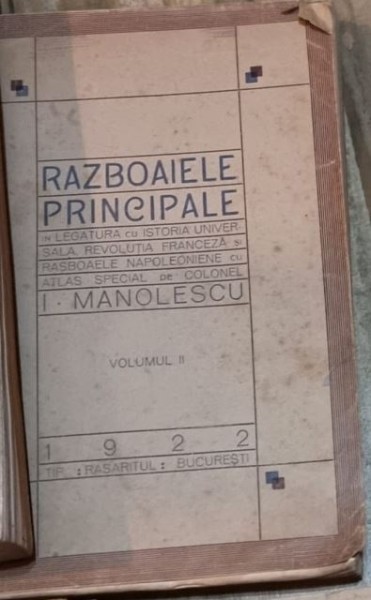 RAZBOAIELE
PRINCIPALE
IN LEGATURA CU ISTORIA UNIVER-
SALA, REVOLUTIA FRANCEZĂ ȘI
RASBOAELE NAPOLEONIENE CU
ATLAS SPECIAL DE COLONEL
I · MANOLESCU
VOLUMUL II
1 9 2 2
TIP. : RASARITUL : BUCUREȘTI